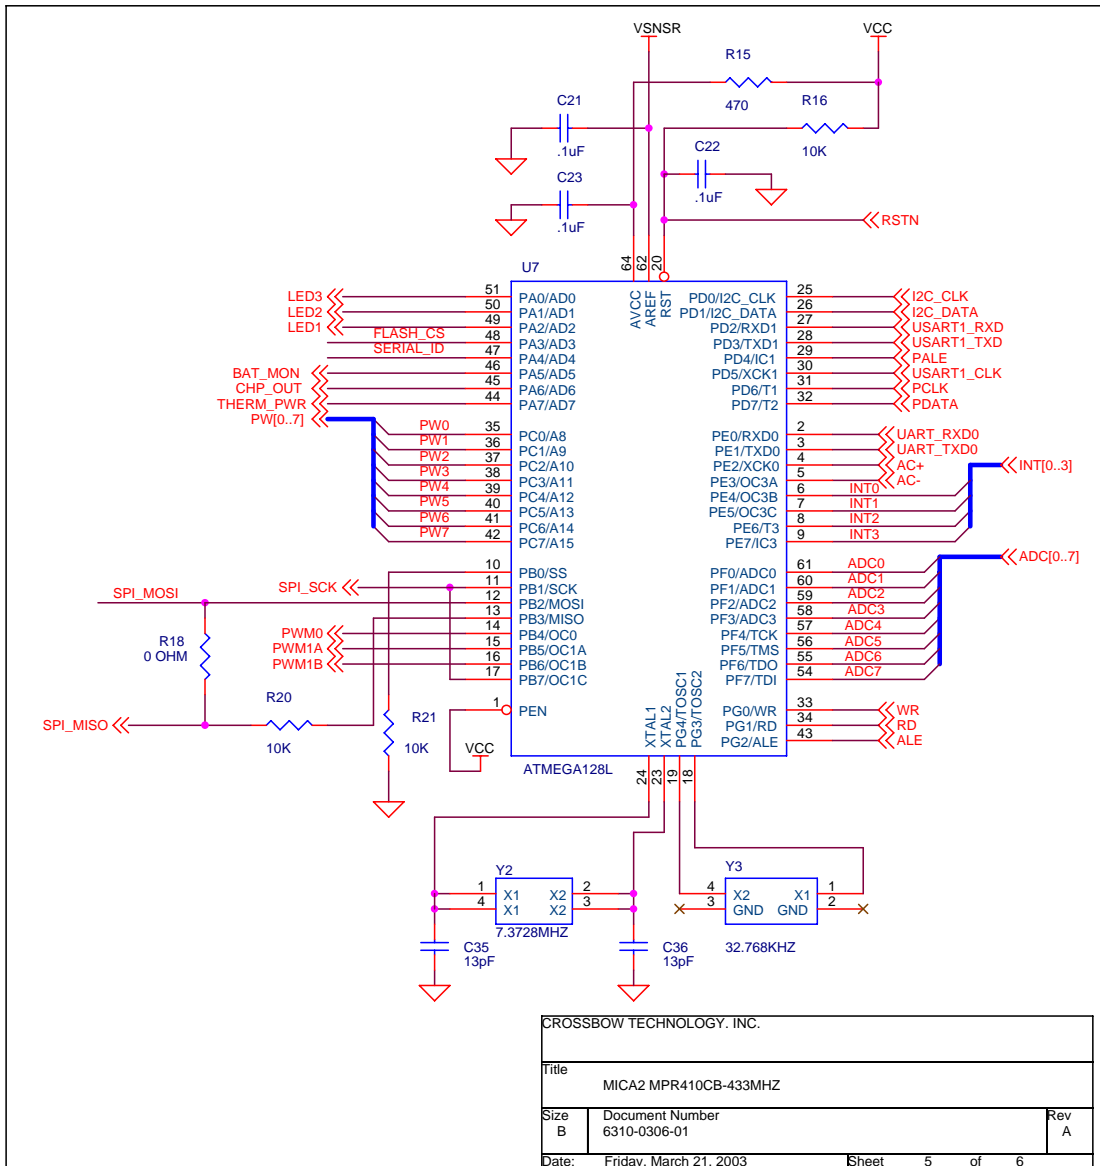 VSNSR VCC
R15
470
R16
10K
C21
.1uF
C22
.1uF
C23
.1uF
RSTN
64 62 20
U7
AVCC AREF RST
LED3 51 PA0/AD0 PD0/I2C_CLK 25 I2C_CLK
LED2 50 PA1/AD1 PD1/I2C_DATA 26 I2C_DATA
LED1 49 PA2/AD2 PD2/RXD1 27 USART1_RXD
FLASH_CS 48 PA3/AD3 PD3/TXD1 28 USART1_TXD
SERIAL_ID 47 PA4/AD4 PD4/IC1 29 PALE
BAT_MON 46 PA5/AD5 PD5/XCK1 30 USART1_CLK
CHP_OUT 45 PA6/AD6 PD6/T1 31 PCLK
THERM_PWR 44 PA7/AD7 PD7/T2 32 PDATA
PW[0..7]
PW0 35 PC0/A8 PE0/RXD0 2 UART_RXD0
PW1 36 PC1/A9 PE1/TXD0 3 UART_TXD0
PW2 37 PC2/A10 PE2/XCK0 4 AC+ INT[0..3]
PW3 38 PC3/A11 PE3/OC3A 5 AC-
PW4 39 PC4/A12 PE4/OC3B 6 INT0
PW5 40 PC5/A13 PE5/OC3C 7 INT1
PW6 41 PC6/A14 PE6/T3 8 INT2
PW7 42 PC7/A15 PE7/IC3 9 INT3
ADC[0..7]
10 PB0/SS PF0/ADC0 61 ADC0
SPI_SCK 11 PB1/SCK PF1/ADC1 60 ADC1
SPI_MOSI 12 PB2/MOSI PF2/ADC2 59 ADC2
13 PB3/MISO PF3/ADC3 58 ADC3
PWM0 14 PB4/OC0 PF4/TCK 57 ADC4
PWM1A 15 PB5/OC1A PF5/TMS 56 ADC5
PWM1B 16 PB6/OC1B PF6/TDO 55 ADC6
17 PB7/OC1C PF7/TDI 54 ADC7
R18
0 OHM
1 PEN PG0/WR 33 WR
PG1/RD 34 RD
PG2/ALE 43 ALE
SPI_MISO
R20
10K
R21
10K
VCC
XTAL1 XTAL2 PG4/TOSC1 PG3/TOSC2
ATMEGA128L
24 23 19 18
Y2
1 X1 X2 2
4 X1 X2 3
7.3728MHZ
Y3
4 X2 X1 1
3 GND GND 2
32.768KHZ
C35
13pF
C36
13pF
CROSSBOW TECHNOLOGY. INC.
Title
MICA2 MPR410CB-433MHZ
Size Document Number Rev
B 6310-0306-01 A
Date: Friday, March 21, 2003 Sheet 5 of 6